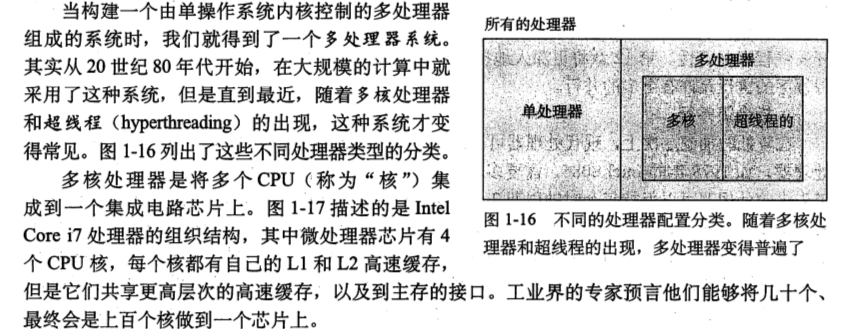 当构建一个由单操作系统内核控制的多处理器
组成的系统时，我们就得到了一个多处理器系统。
其实从 20 世纪 80 年代开始，在大规模的计算中就
采用了这种系统，但是直到最近，随着多核处理器
和超线程（hyperthreading）的出现，这种系统才变
得常见。图 1-16 列出了这些不同处理器类型的分类。
多核处理器是将多个 CPU（称为“核”）集
成到一个集成电路芯片上。图 1-17 描述的是 Intel
Core i7 处理器的组织结构，其中微处理器芯片有 4
个 CPU 核，每个核都有自己的 L1 和 L2 高速缓存，
但是它们共享更高层次的高速缓存，以及到主存的接口。工业界的专家预言他们能够将几十个、
最终会是上百个核做到一个芯片上。
所有的处理器
多处理器
单处理器
多核
超线程的
图 1-16 不同的处理器配置分类。随着多核处
理器和超线程的出现，多处理器变得普遍了